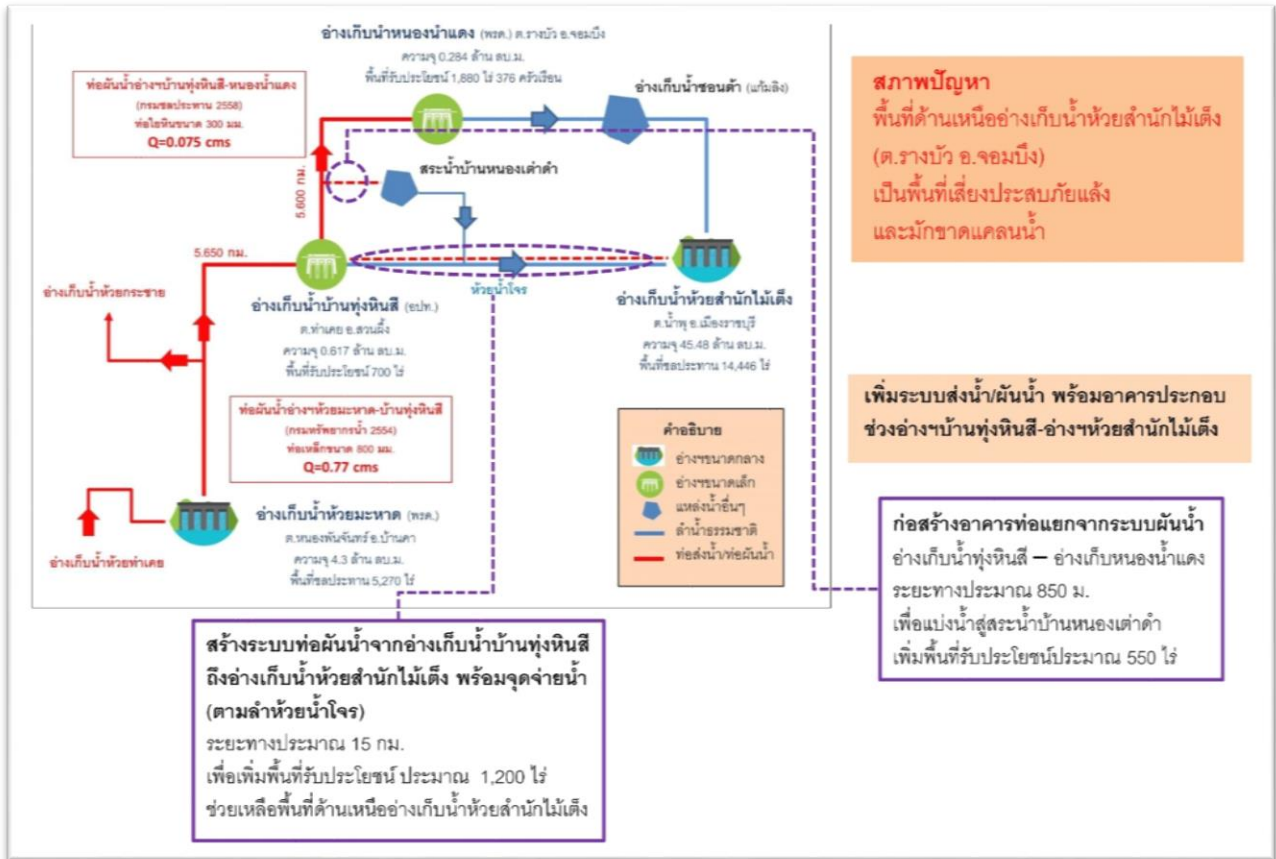 อ่างเก็บน้ำหนองน้ำแดง (พรด.) ต.รางบัว อ.จอมบึง
ความจุ 0.284 ล้าน ลบ.ม.
พื้นที่รับประโยชน์ 1,880 ไร่ 376 ครัวเรือน
ท่อผันน้ำอ่างฯบ้านทุ่งหินสี-หนองน้ำแดง
(กรมชลประทาน 2558)
ท่อใยหินขนาด 300 มม.
Q=0.075 cms
อ่างเก็บน้ำซอนต้า (แก้มลิง)
สระน้ำบ้านหนองเต่าดำ
5.600 กม.
5.650 กม.
อ่างเก็บน้ำห้วยกระชาย
ห้วยน้ำโจร
อ่างเก็บน้ำบ้านทุ่งหินสี (อปท.)
ต.ท่าเคย อ.สวนผึ้ง
ความจุ 0.617 ล้าน ลบ.ม.
พื้นที่รับประโยชน์ 700 ไร่
อ่างเก็บน้ำห้วยสำนักไม้เต็ง
ต.น้ำพุ อ.เมืองราชบุรี
ความจุ 45.48 ล้าน ลบ.ม.
พื้นที่ชลประทาน 14,446 ไร่
ท่อผันน้ำอ่างฯห้วยมะหาด-บ้านทุ่งหินสี
(กรมทรัพยากรน้ำ 2554)
ท่อเหล็กขนาด 800 มม.
Q=0.77 cms
อ่างเก็บน้ำห้วยมะหาด (พรด.)
ต.หนองพันจันทร์ อ.บ้านคา
ความจุ 4.3 ล้าน ลบ.ม.
พื้นที่ชลประทาน 5,270 ไร่
อ่างเก็บน้ำห้วยท่าเคย
คำอธิบาย
อ่างฯขนาดกลาง
อ่างฯขนาดเล็ก
แหล่งน้ำอื่นๆ
ลำน้ำธรรมชาติ
ท่อส่งน้ำ/ท่อผันน้ำ
สภาพปัญหา
พื้นที่ด้านเหนืออ่างเก็บน้ำห้วยสำนักไม้เต็ง
(ต.รางบัว อ.จอมบึง)
เป็นพื้นที่เสี่ยงประสบภัยแล้ง
และมักขาดแคลนน้ำ
เพิ่มระบบส่งน้ำ/ผันน้ำ พร้อมอาคารประกอบ
ช่วงอ่างฯบ้านทุ่งหินสี-อ่างฯห้วยสำนักไม้เต็ง
ก่อสร้างอาคารท่อแยกจากระบบผันน้ำ
อ่างเก็บน้ำทุ่งหินสี – อ่างเก็บหนองน้ำแดง
ระยะทางประมาณ 850 ม.
เพื่อแบ่งน้ำสู่สระน้ำบ้านหนองเต่าดำ
เพิ่มพื้นที่รับประโยชน์ประมาณ 550 ไร่
สร้างระบบท่อผันน้ำจากอ่างเก็บน้ำบ้านทุ่งหินสี
ถึงอ่างเก็บน้ำห้วยสำนักไม้เต็ง พร้อมจุดจ่ายน้ำ
(ตามลำห้วยน้ำโจร)
ระยะทางประมาณ 15 กม.
เพื่อเพิ่มพื้นที่รับประโยชน์ ประมาณ 1,200 ไร่
ช่วยเหลือพื้นที่ด้านเหนืออ่างเก็บน้ำห้วยสำนักไม้เต็ง